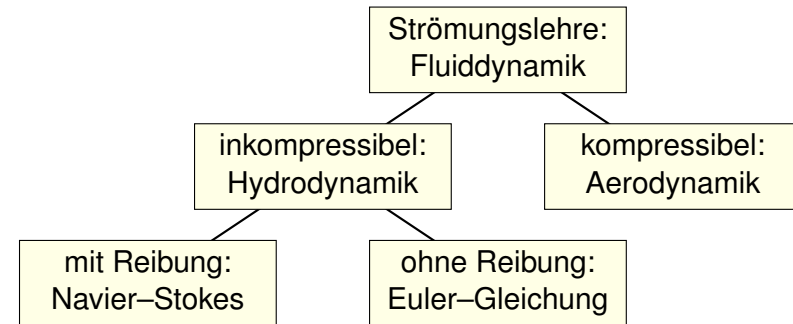 Strömungslehre:
Fluiddynamik
inkompressibel:
Hydrodynamik
kompressibel:
Aerodynamik
mit Reibung:
Navier–Stokes
ohne Reibung:
Euler–Gleichung